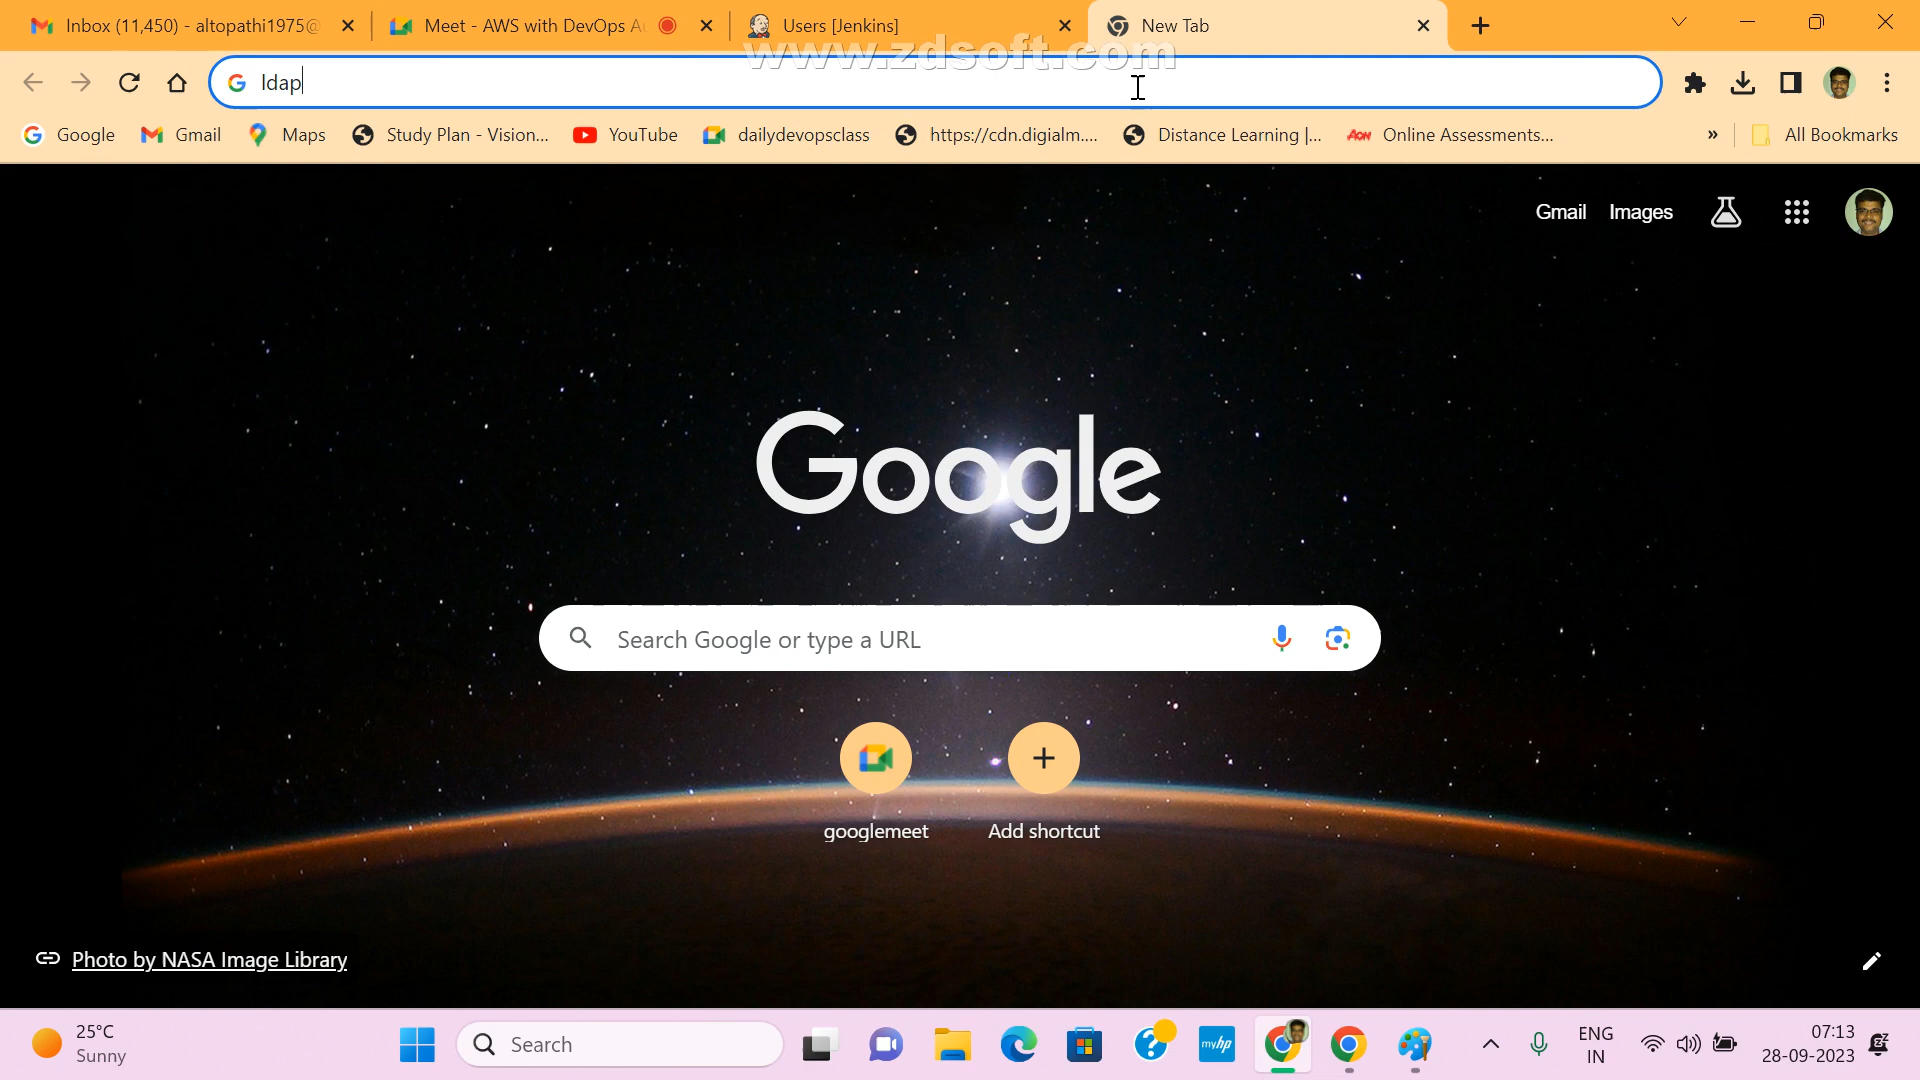 Inbox (11,450) - altopathi1975@
Meet - AWS with DevOps Au
Users [Jenkins]
New Tab
www.zdsoft.com
ldap
Google
Gmail
Maps
Study Plan - Vision...
YouTube
dailydevopsclass
https://cdn.digialm....
Distance Learning |...
Aon
Online Assessments...
»
All Bookmarks
Gmail
Images
Google
Search Google or type a URL
googlemeet
Add shortcut
Photo by NASA Image Library
25°C
Sunny
Search
myhp
ENG
IN
07:13
28-09-2023